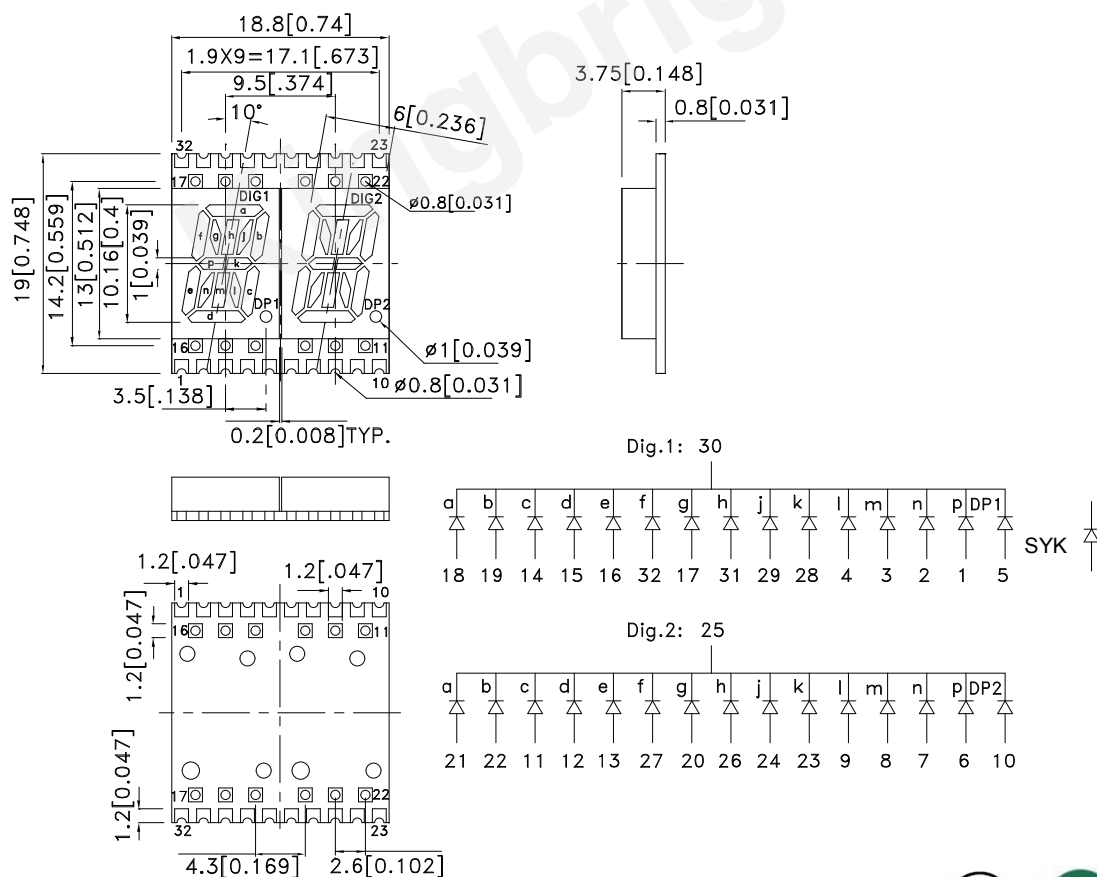 Kingbrig
18.8[0.74]
1.9X9=17.1[.673]
9.5[.374]
10°
6[0.236]
3.75[0.148]
0.8[0.031]
32
23
17
22
DIG1
DIG2
ø0.8[0.031]
19[0.748]
14.2[0.559]
13[0.512]
10.16[0.4]
1[0.039]
a
f g h j b
p k
e n m l c
d
l
DP1
DP2
16
11
1
10
ø1[0.039]
ø0.8[0.031]
3.5[.138]
0.2[0.008]TYP.
Dig.1: 30
a b c d e f g h j k l m n p DP1
18 19 14 15 16 32 17 31 29 28 4 3 2 1 5
SYK
1.2[.047]
1.2[.047]
1
10
16
11
1.2[0.047]
Dig.2: 25
a b c d e f g h j k l m n p DP2
21 22 11 12 13 27 20 26 24 23 9 8 7 6 10
1.2[0.047]
17
22
32
23
4.3[0.169]
2.6[0.102]